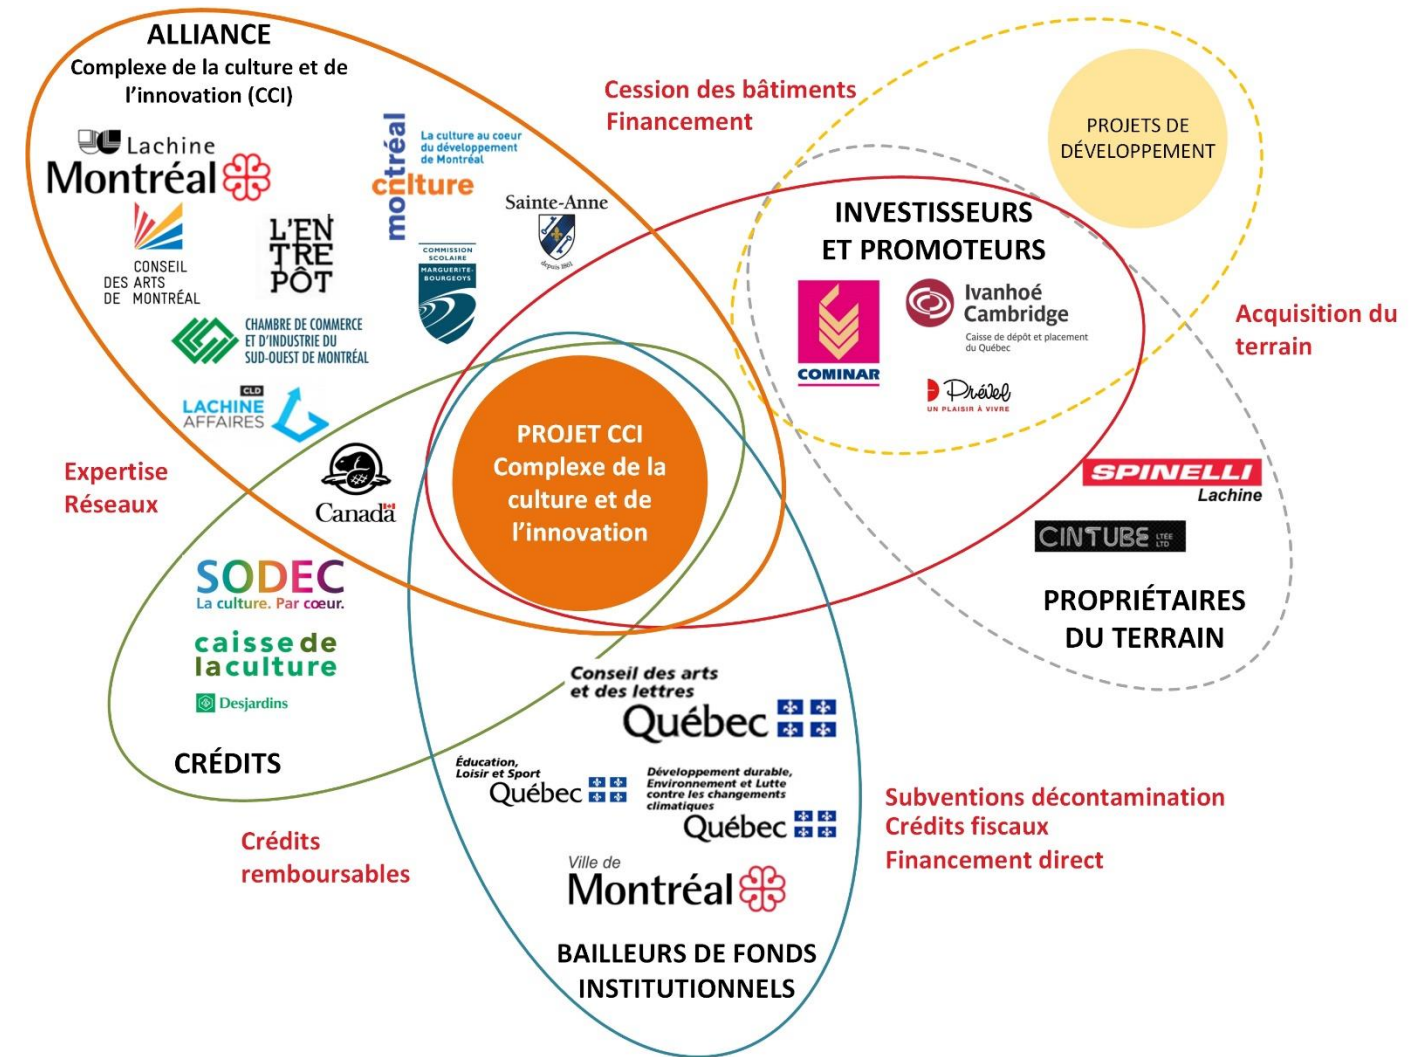 ALLIANCE
Complexe de la culture et de
l'innovation (CCI)
Lachine
Montréal
montréal
culture
La culture au coeur
du développement
de Montréal
Sainte-Anne
depuis 1861
CONSEIL
DES ARTS
DE MONTRÉAL
L'EN
TRE
PÔT
COMMISSION
SCOLAIRE
MARGUERITE-
BOURGEOYS
CHAMBRE DE COMMERCE
ET D'INDUSTRIE DU
SUD-OUEST DE MONTRÉAL
CLD
LACHINE
AFFAIRES
Canada
Expertise
Réseaux
Cession des bâtiments
Financement
PROJETS DE
DÉVELOPPEMENT
INVESTISSEURS
ET PROMOTEURS
COMINAR
Ivanhoé
Cambridge
Caisse de dépôt et placement
du Québec
Prével
UN PLAISIR À VIVRE
Acquisition du
terrain
SPINELLI
Lachine
CINTUBE LTÉE
LTD
PROPRIÉTAIRES
DU TERRAIN
PROJET CCI
Complexe de la
culture et de
l'innovation
SODEC
La culture. Par coeur.
caisse de
la culture
Desjardins
CRÉDITS
Crédits
remboursables
Conseil des arts
et des lettres
Québec
Éducation,
Loisir et Sport
Québec
Développement durable,
Environnement et Lutte
contre les changements
climatiques
Québec
Ville de
Montréal
BAILLEURS DE FONDS
INSTITUTIONNELS
Subventions décontamination
Crédits fiscaux
Financement direct